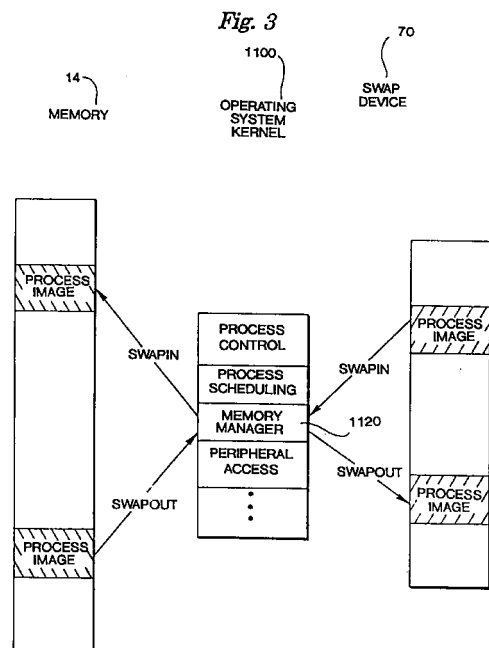 Fig. 3
14
MEMORY
1100
OPERATING
SYSTEM
KERNEL
70
SWAP
DEVICE
PROCESS
IMAGE
SWAPIN
SWAPOUT
PROCESS
IMAGE
PROCESS
CONTROL
PROCESS
SCHEDULING
MEMORY
MANAGER
PERIPHERAL
ACCESS
1120
SWAPIN
SWAPOUT
PROCESS
IMAGE
PROCESS
IMAGE